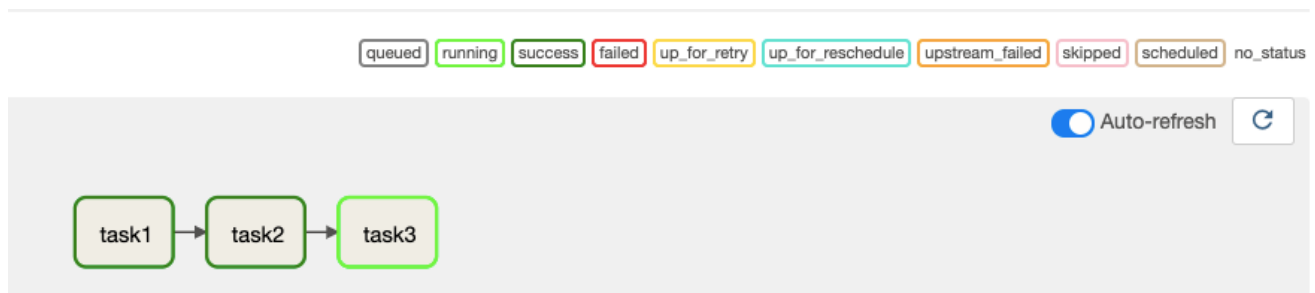 queued running success failed up_for_retry up_for_reschedule upstream_failed skipped scheduled no_status
Auto-refresh
task1 task2 task3